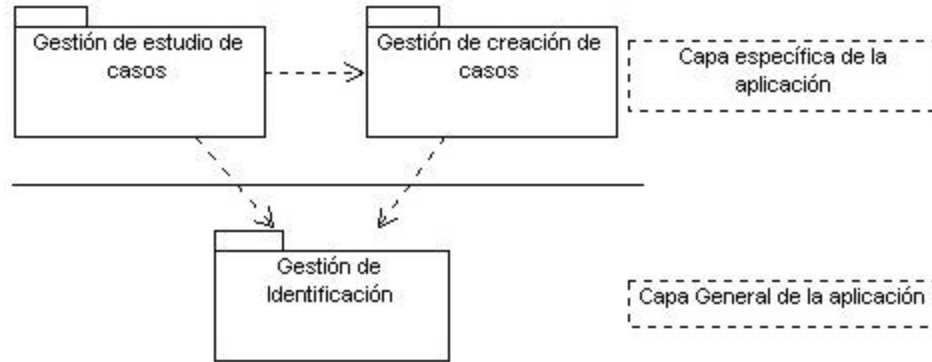 Gestión de estudio de
casos
Gestión de creación de
casos
Capa específica de la
aplicación
Gestión de
Identificación
Capa General de la aplicación